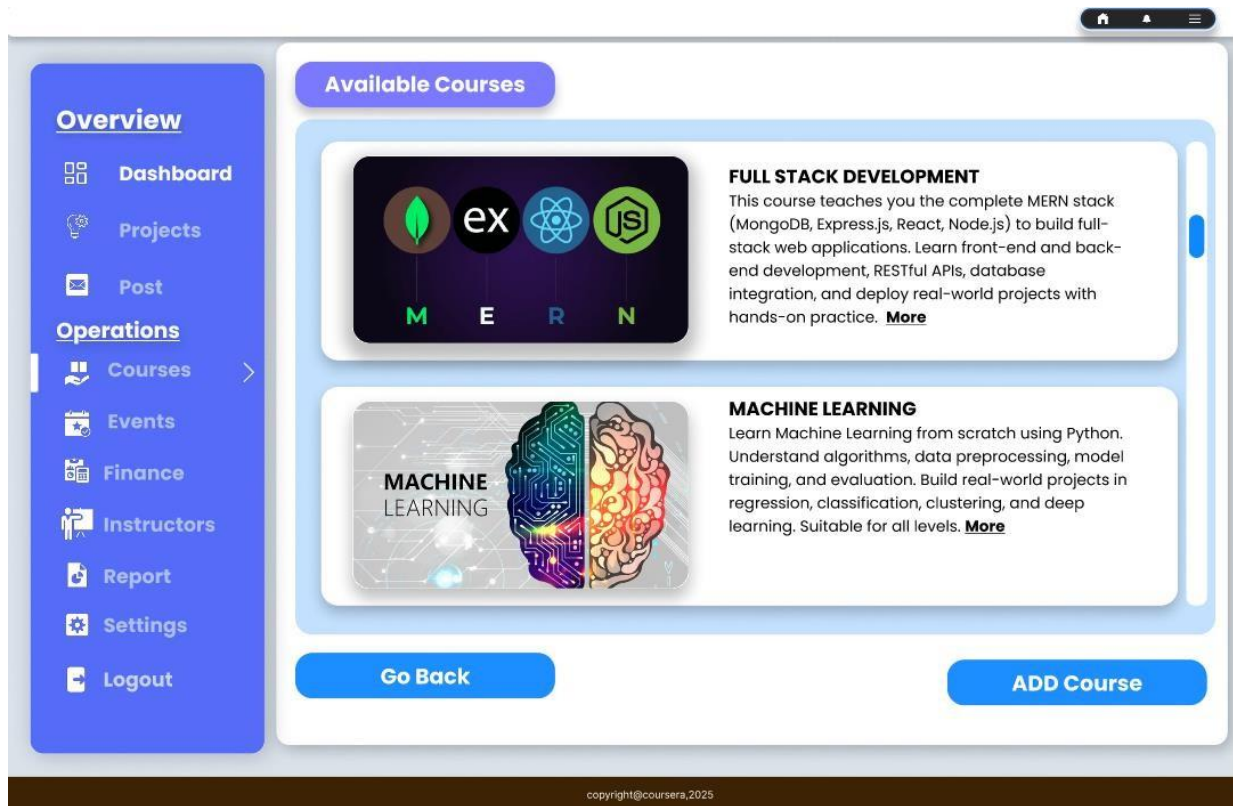 Overview
Dashboard
Projects
Post
Operations
Courses
Events
Finance
Instructors
Report
Settings
Logout
Available Courses
ex
JS
M E R N
FULL STACK DEVELOPMENT
This course teaches you the complete MERN stack
(MongoDB, Express.js, React, Node.js) to build full-
stack web applications. Learn front-end and back-
end development, RESTful APIs, database
integration, and deploy real-world projects with
hands-on practice. More
MACHINE
LEARNING
MACHINE LEARNING
Learn Machine Learning from scratch using Python.
Understand algorithms, data preprocessing, model
training, and evaluation. Build real-world projects in
regression, classification, clustering, and deep
learning. Suitable for all levels. More
Go Back
ADD Course
copyright@coursera,2025